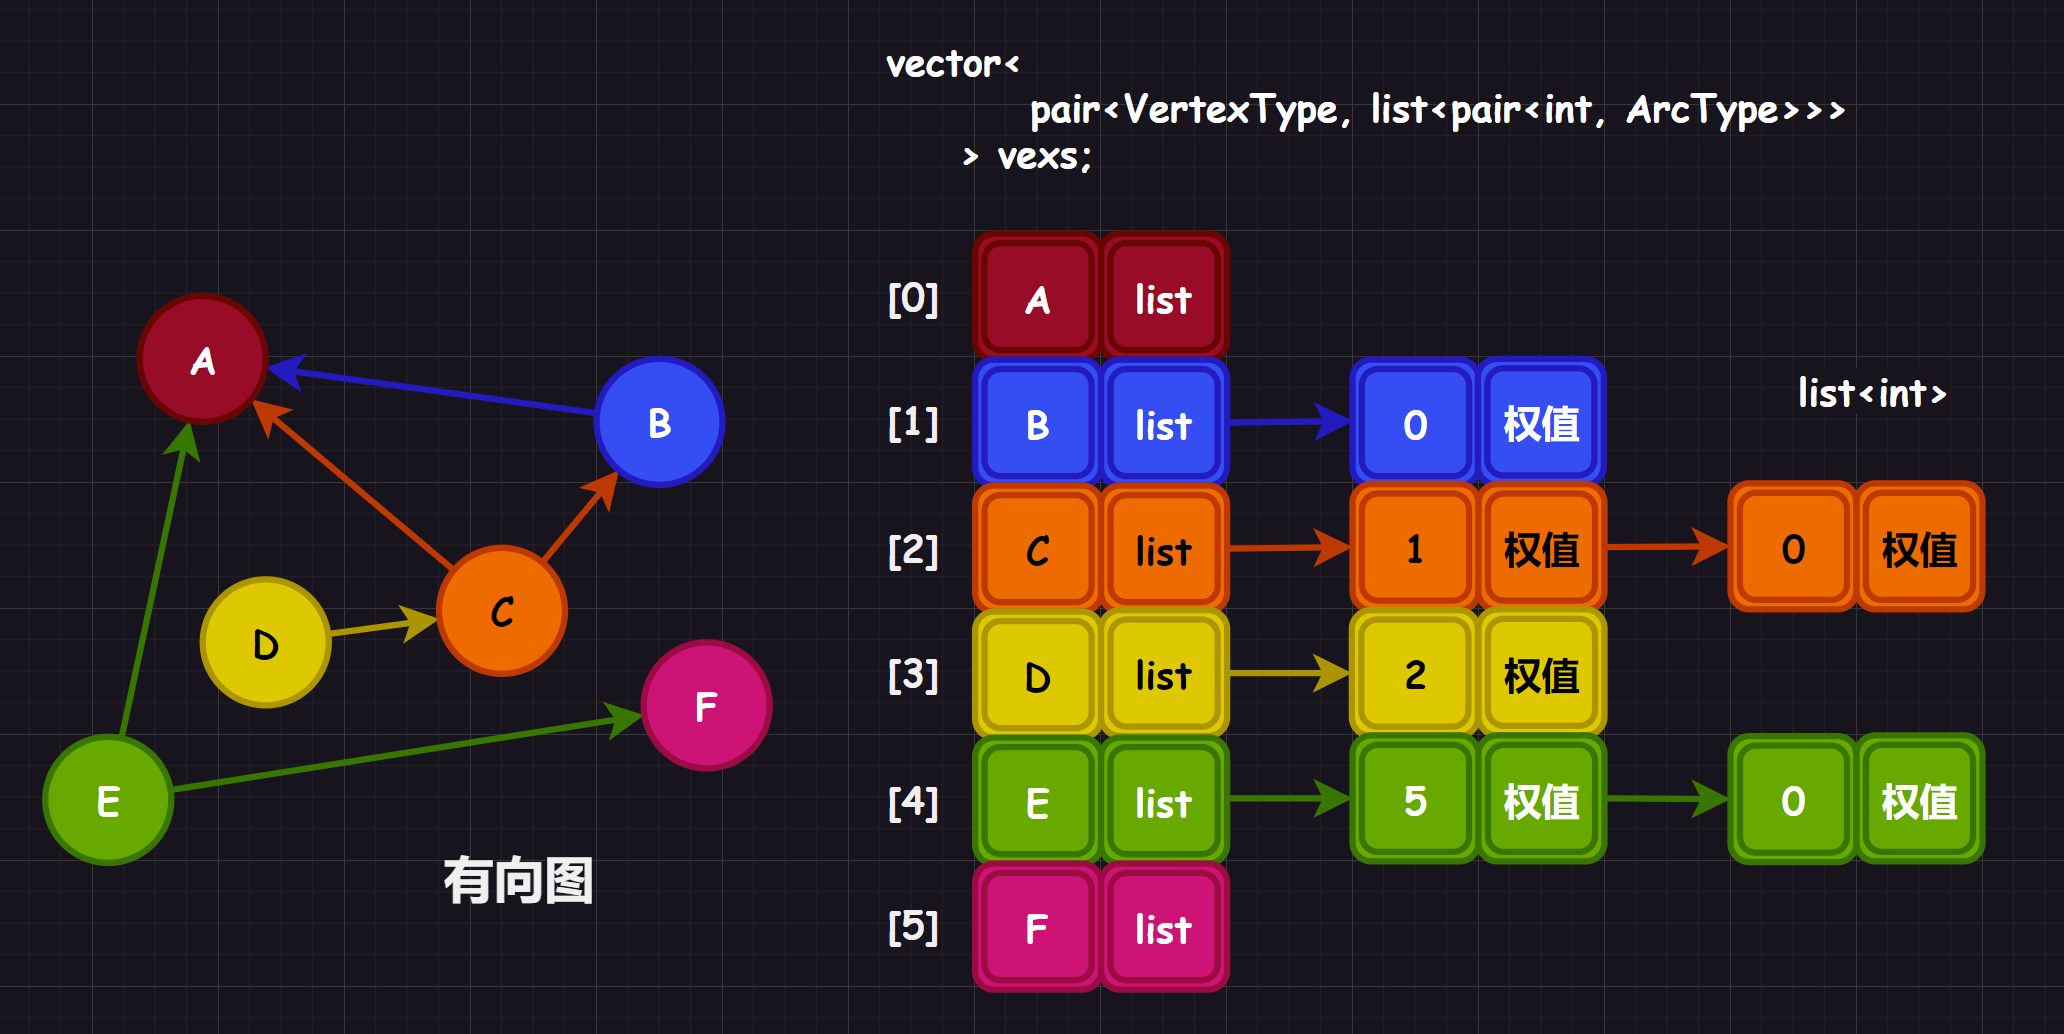 vector<
pair<VertexType, list<pair<int, ArcType>>>
> vexs;
[0] A list
A
B
[1] B list 0 权值
list<int>
[2] C list 1 权值 0 权值
C
D
[3] D list 2 权值
F
E
[4] E list 5 权值 0 权值
有向图
[5] F list